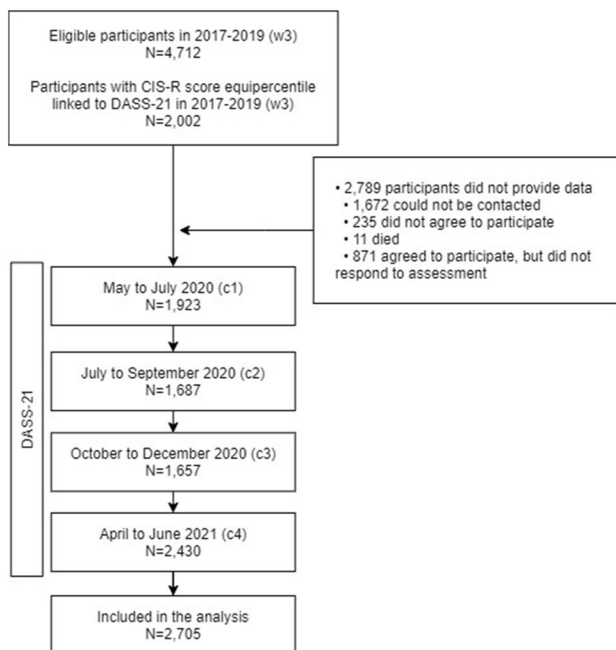 Eligible participants in 2017-2019 (w3)
N=4,712
Participants with CIS-R score equipercentile
linked to DASS-21 in 2017-2019 (w3)
N=2,002
• 2,789 participants did not provide data
• 1,672 could not be contacted
• 235 did not agree to participate
• 11 died
• 871 agreed to participate, but did not
respond to assessment
DASS-21
May to July 2020 (c1)
N=1,923
July to September 2020 (c2)
N=1,687
October to December 2020 (c3)
N=1,657
April to June 2021 (c4)
N=2,430
Included in the analysis
N=2,705